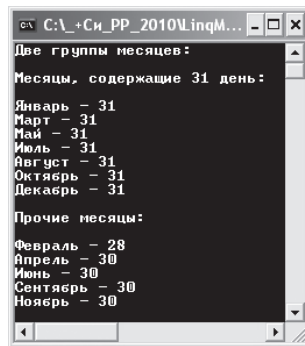 C:\_+Си_PP_2010\LinqM...
Две группы месяцев:
Месяцы, содержащие 31 день:
Январь - 31
Март - 31
Май - 31
Июль - 31
Август - 31
Октябрь - 31
Декабрь - 31
Прочие месяцы:
Февраль - 28
Апрель - 30
Июнь - 30
Сентябрь - 30
Ноябрь - 30